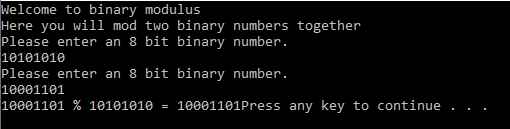 Welcome to binary modulus
Here you will mod two binary numbers together
Please enter an 8 bit binary number.
10101010
Please enter an 8 bit binary number.
10001101
10001101 % 10101010 = 10001101Press any key to continue . . .